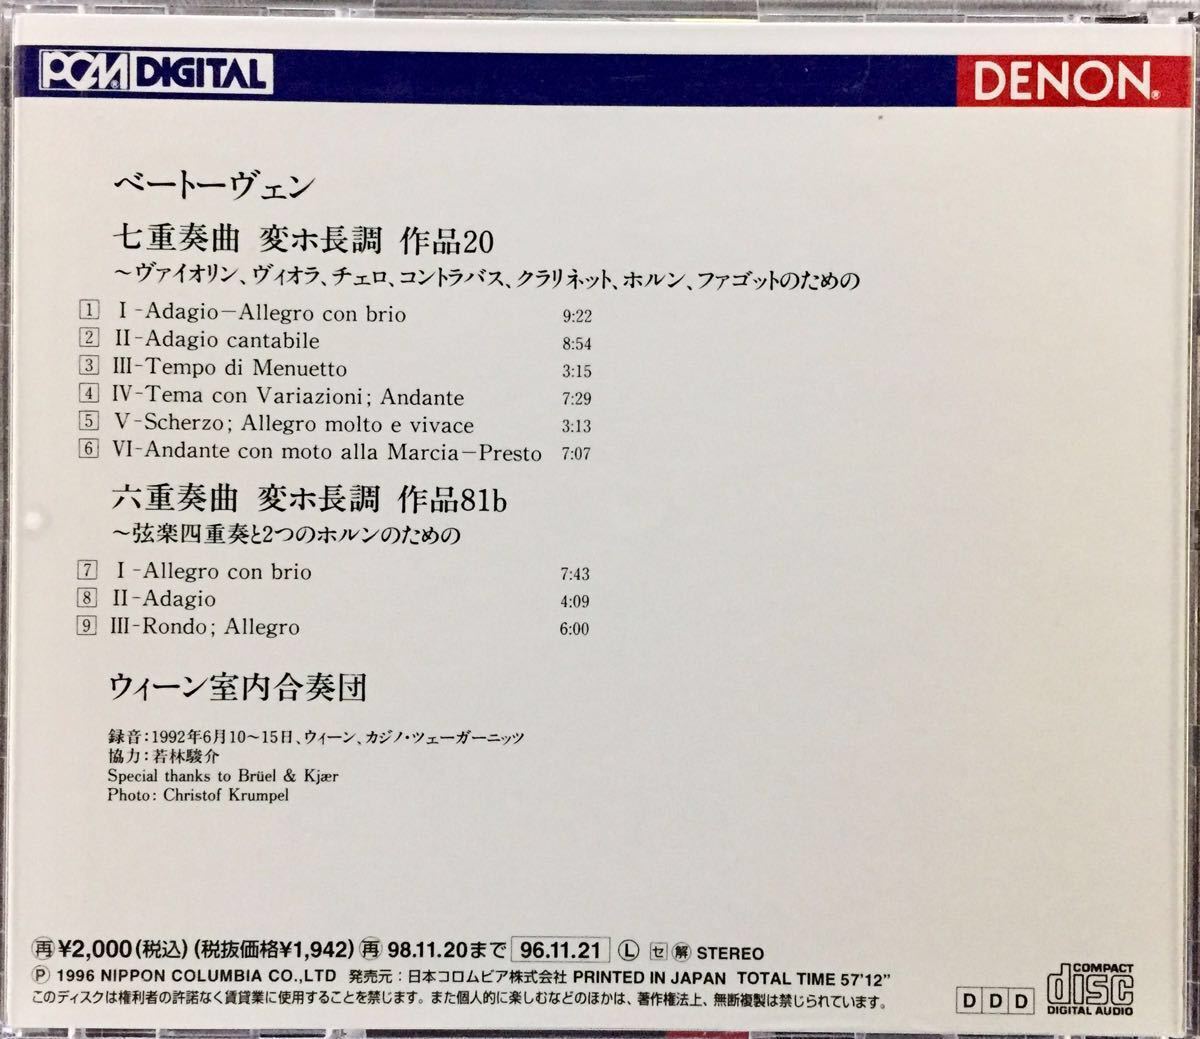 PCM® DIGITAL
DENON®
ベートーヴェン
七重奏曲 変ホ長調 作品20
〜ヴァイオリン、ヴィオラ、チェロ、コントラバス、クラリネット、ホルン、ファゴットのための
1 I-Adagio—Allegro con brio 9:22
2 II-Adagio cantabile 8:54
3 III-Tempo di Menuetto 3:15
4 IV-Tema con Variazioni; Andante 7:29
5 V-Scherzo; Allegro molto e vivace 3:13
6 VI-Andante con moto alla Marcia—Presto 7:07
六重奏曲 変ホ長調 作品81b
〜弦楽四重奏と2つのホルンのための
7 I-Allegro con brio 7:43
8 II-Adagio 4:09
9 III-Rondo; Allegro 6:00
ウィーン室内合奏団
録音：1992年6月10〜15日、ウィーン、カジノ・ツェーガーニッツ
協力：若林駿介
Special thanks to Brüel & Kjær
Photo: Christof Krumpel
再 ¥2,000(税込) (税抜価格¥1,942) 再 98.11.20まで 96.11.21 L セ 解 STEREO
Ⓟ 1996 NIPPON COLUMBIA CO.,LTD 発売元：日本コロムビア株式会社 PRINTED IN JAPAN TOTAL TIME 57'12"
このディスクは権利者の許諾なく賃貸業に使用することを禁じます。また個人的に楽しむなどのほかは、著作権法上、無断複製は禁じられています。
D D D
COMPACT
disc
DIGITAL AUDIO